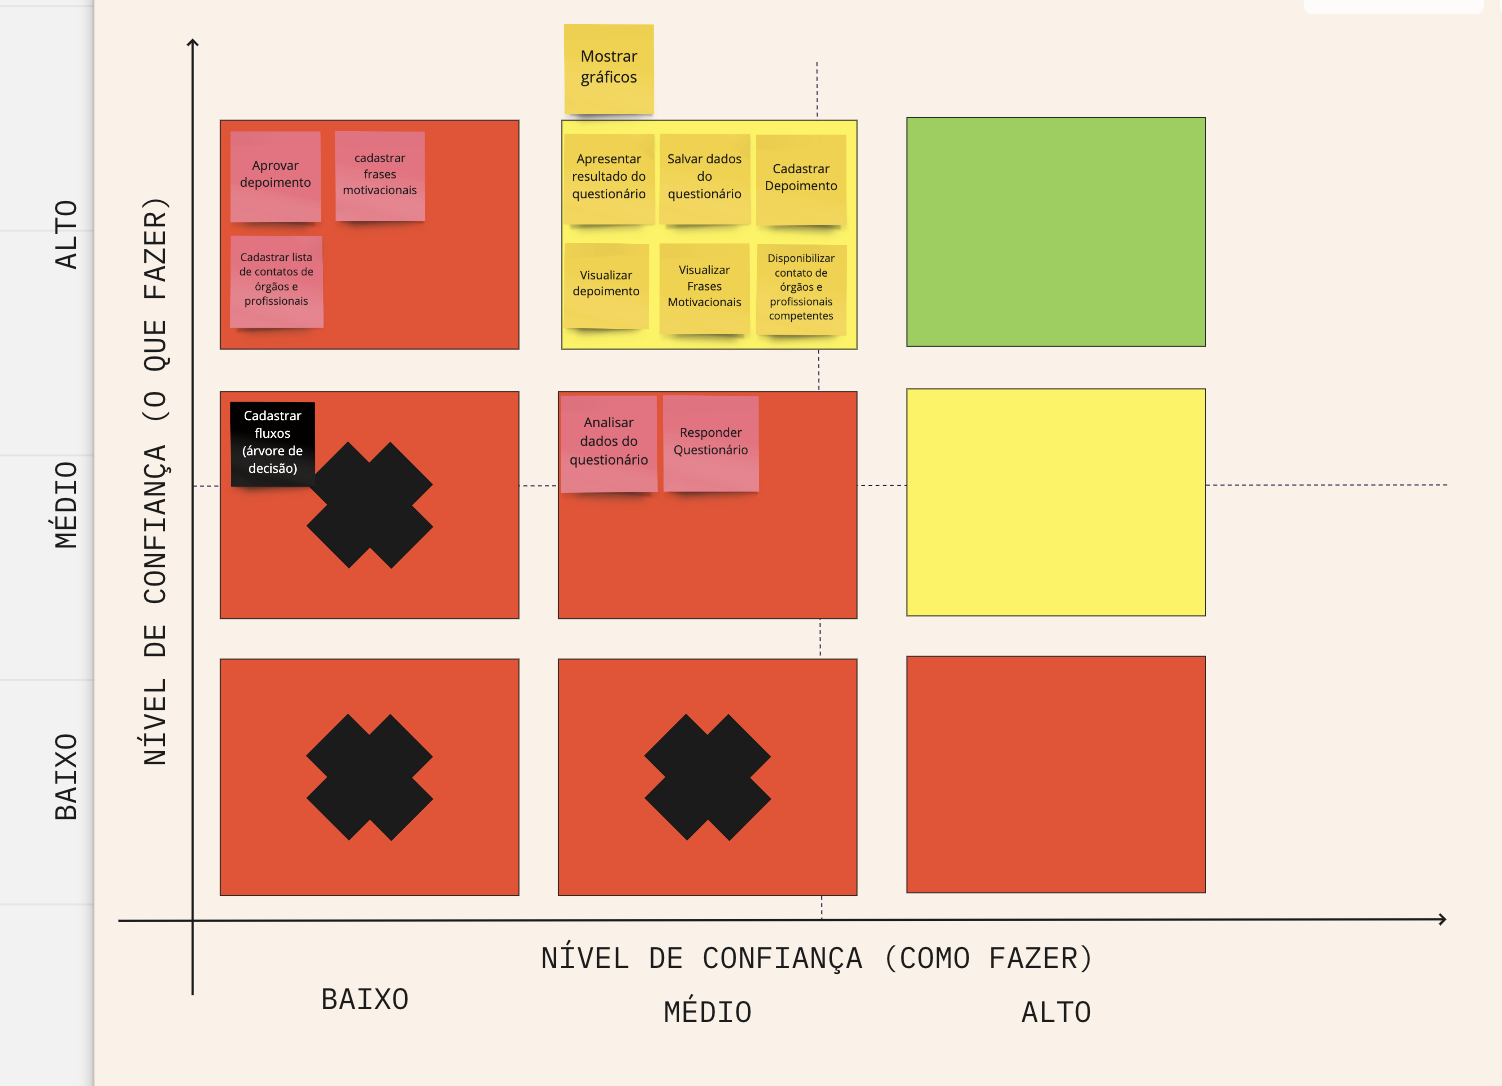 Mostrar
gráficos
Aprovar
depoimento
cadastrar
frases
motivacionais
Apresentar
resultado do
questionário
Salvar dados
do
questionário
Cadastrar
Depoimento
Cadastrar lista
de contatos de
órgãos e
profissionais
Visualizar
depoimento
Visualizar
Frases
Motivacionais
Disponibilizar
contato de
órgãos e
profissionais
competentes
ALTO
NÍVEL DE CONFIANÇA (O QUE FAZER)
Cadastrar
fluxos
(árvore de
decisão)
Analisar
dados do
questionário
Responder
Questionário
MÉDIO
BAIXO
NÍVEL DE CONFIANÇA (COMO FAZER)
BAIXO
MÉDIO
ALTO